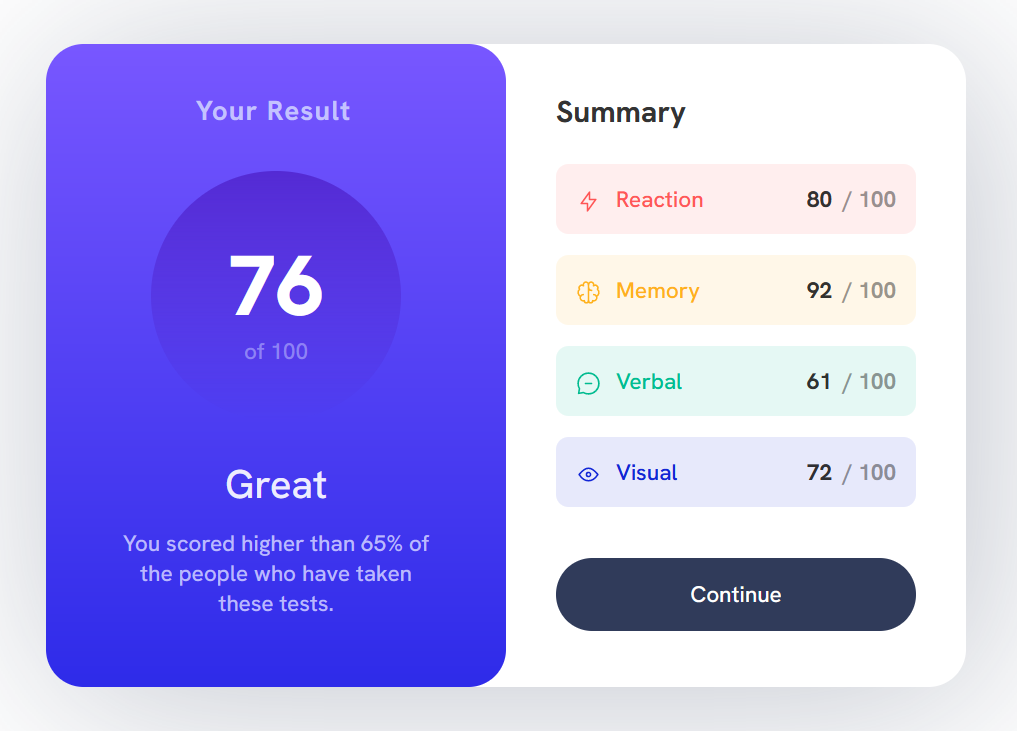 Your Result
76
of 100
Great
You scored higher than 65% of
the people who have taken
these tests.
Summary
Reaction 80 / 100
Memory 92 / 100
Verbal 61 / 100
Visual 72 / 100
Continue